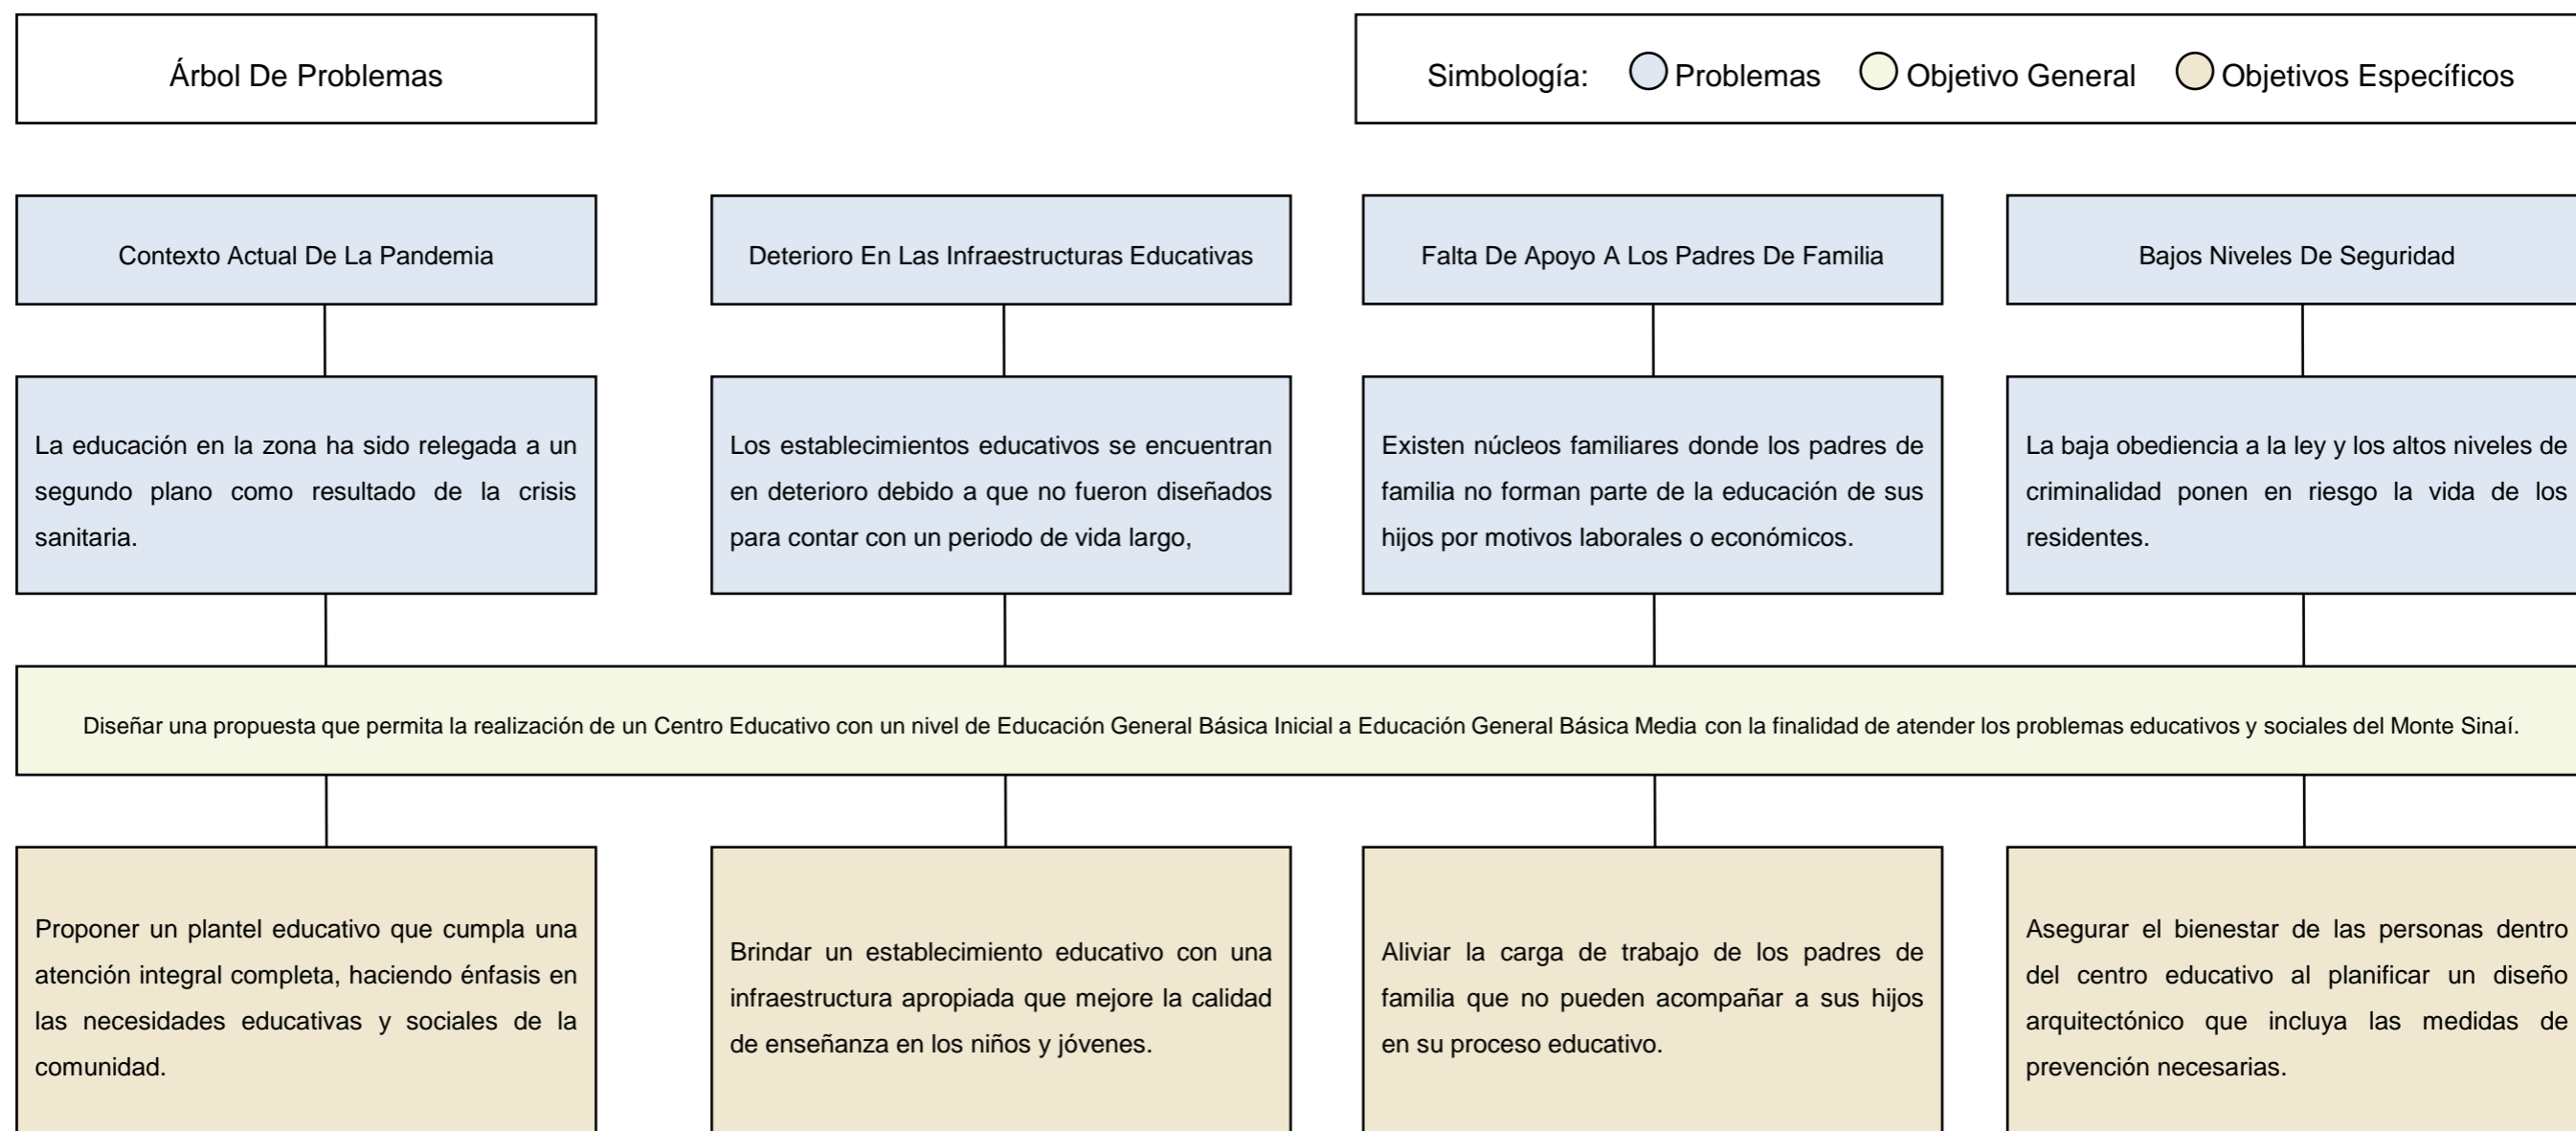 Árbol De Problemas
Simbología: Problemas Objetivo General Objetivos Específicos
Contexto Actual De La Pandemia
Deterioro En Las Infraestructuras Educativas
Falta De Apoyo A Los Padres De Familia
Bajos Niveles De Seguridad
La educación en la zona ha sido relegada a un
segundo plano como resultado de la crisis
sanitaria.
Los establecimientos educativos se encuentran
en deterioro debido a que no fueron diseñados
para contar con un periodo de vida largo,
Existen núcleos familiares donde los padres de
familia no forman parte de la educación de sus
hijos por motivos laborales o económicos.
La baja obediencia a la ley y los altos niveles de
criminalidad ponen en riesgo la vida de los
residentes.
Diseñar una propuesta que permita la realización de un Centro Educativo con un nivel de Educación General Básica Inicial a Educación General Básica Media con la finalidad de atender los problemas educativos y sociales del Monte Sinaí.
Proponer un plantel educativo que cumpla una
atención integral completa, haciendo énfasis en
las necesidades educativas y sociales de la
comunidad.
Brindar un establecimiento educativo con una
infraestructura apropiada que mejore la calidad
de enseñanza en los niños y jóvenes.
Aliviar la carga de trabajo de los padres de
familia que no pueden acompañar a sus hijos
en su proceso educativo.
Asegurar el bienestar de las personas dentro
del centro educativo al planificar un diseño
arquitectónico que incluya las medidas de
prevención necesarias.